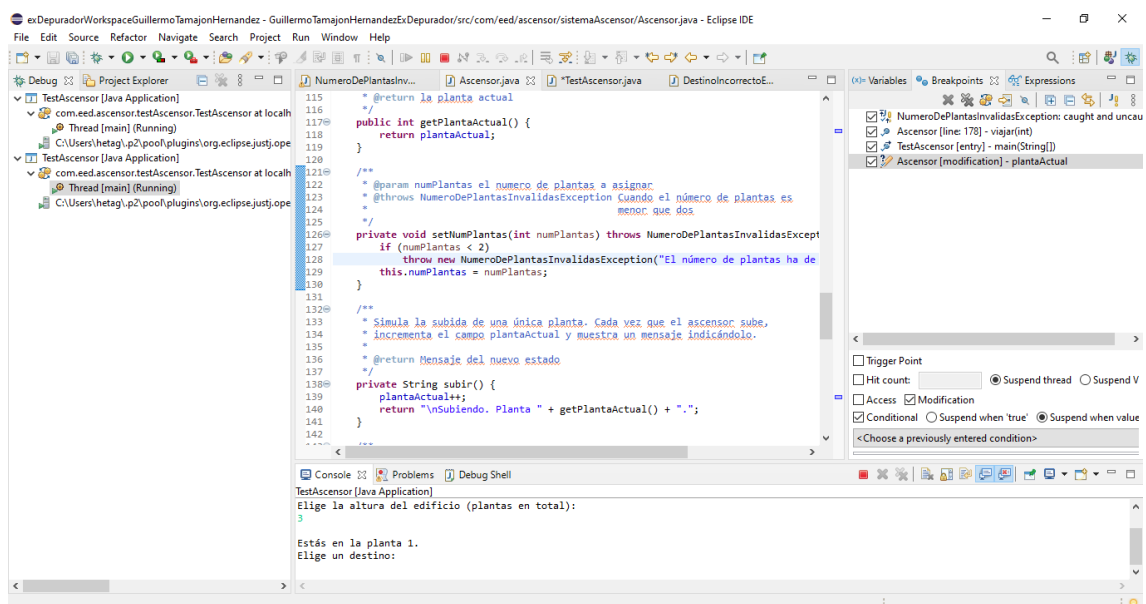 exDepuradorWorkspaceGuillermoTamajonHernandez - GuillermoTamajonHernandezExDepurador/src/com/eed/ascensor/sistemaAscensor/Ascensor.java - Eclipse IDE
File Edit Source Refactor Navigate Search Project Run Window Help
Debug Project Explorer
TestAscensor [Java Application]
com.eed.ascensor.testAscensor.TestAscensor at localh
Thread [main] (Running)
C:\Users\hetag\.p2\pool\plugins\org.eclipse.justj.ope
TestAscensor [Java Application]
com.eed.ascensor.testAscensor.TestAscensor at localh
Thread [main] (Running)
C:\Users\hetag\.p2\pool\plugins\org.eclipse.justj.ope
NumeroDePlantasInv... Ascensor.java *TestAscensor.java DestinoIncorrectoE...
115 * @return la planta actual
116 */
117 public int getPlantaActual() {
118 return plantaActual;
119 }
120
121 /**
122 * @param numPlantas el numero de plantas a asignar
123 * @throws NumeroDePlantasInvalidasException Cuando el número de plantas es
124 * menor que dos
125 */
126 private void setNumPlantas(int numPlantas) throws NumeroDePlantasInvalidasExcept
127 if (numPlantas < 2)
128 throw new NumeroDePlantasInvalidasException("El número de plantas ha de
129 this.numPlantas = numPlantas;
130 }
131
132 /**
133 * Simula la subida de una única planta. Cada vez que el ascensor sube,
134 * incrementa el campo plantaActual y muestra un mensaje indicándolo.
135 *
136 * @return Mensaje del nuevo estado
137 */
138 private String subir() {
139 plantaActual++;
140 return "\nSubiendo. Planta " + getPlantaActual() + ".";
141 }
142
(x)= Variables Breakpoints Expressions
NumeroDePlantasInvalidasException: caught and uncau
Ascensor [line: 178] - viajar(int)
TestAscensor [entry] - main(String[])
Ascensor [modification] - plantaActual
Trigger Point
Hit count: Suspend thread Suspend V
Access Modification
Conditional Suspend when 'true' Suspend when value
<Choose a previously entered condition>
Console Problems Debug Shell
TestAscensor [Java Application]
Elige la altura del edificio (plantas en total):
3
Estás en la planta 1.
Elige un destino: